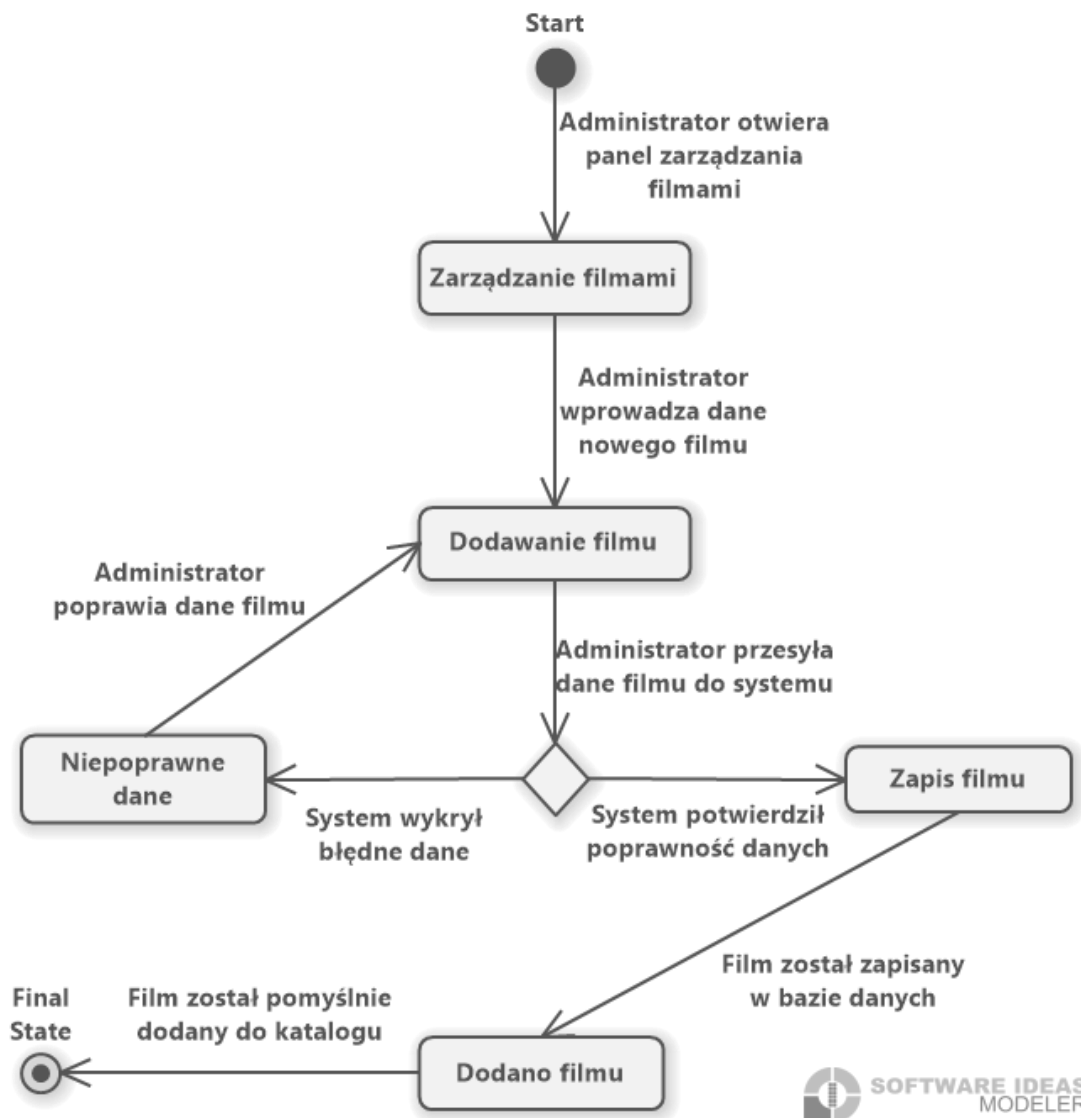 Start
Administrator otwiera
panel zarządzania
filmami
Zarządzanie filmami
Administrator
wprowadza dane
nowego filmu
Dodawanie filmu
Administrator
poprawia dane filmu
Administrator przesyła
dane filmu do systemu
Niepoprawne
dane
Zapis filmu
System wykrył
błędne dane
System potwierdził
poprawność danych
Film został zapisany
w bazie danych
Final
State
Film został pomyślnie
dodany do katalogu
Dodano filmu
SOFTWARE IDEAS
MODELER